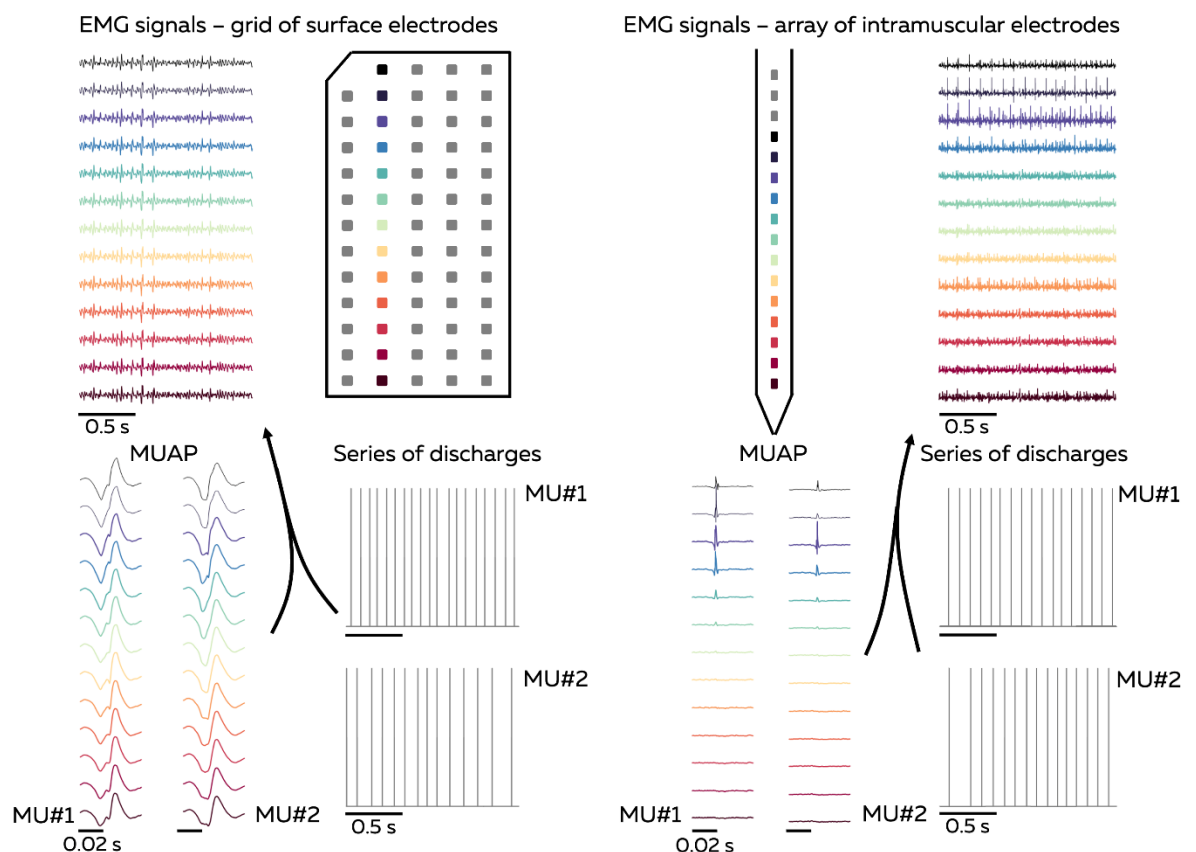 EMG signals – grid of surface electrodes
0.5 s
MUAP
Series of discharges
MU#1
MU#2
0.5 s
MU#1
MU#2
0.02 s
EMG signals – array of intramuscular electrodes
0.5 s
MUAP
Series of discharges
MU#1
MU#2
MU#1
MU#2
0.5 s
0.02 s